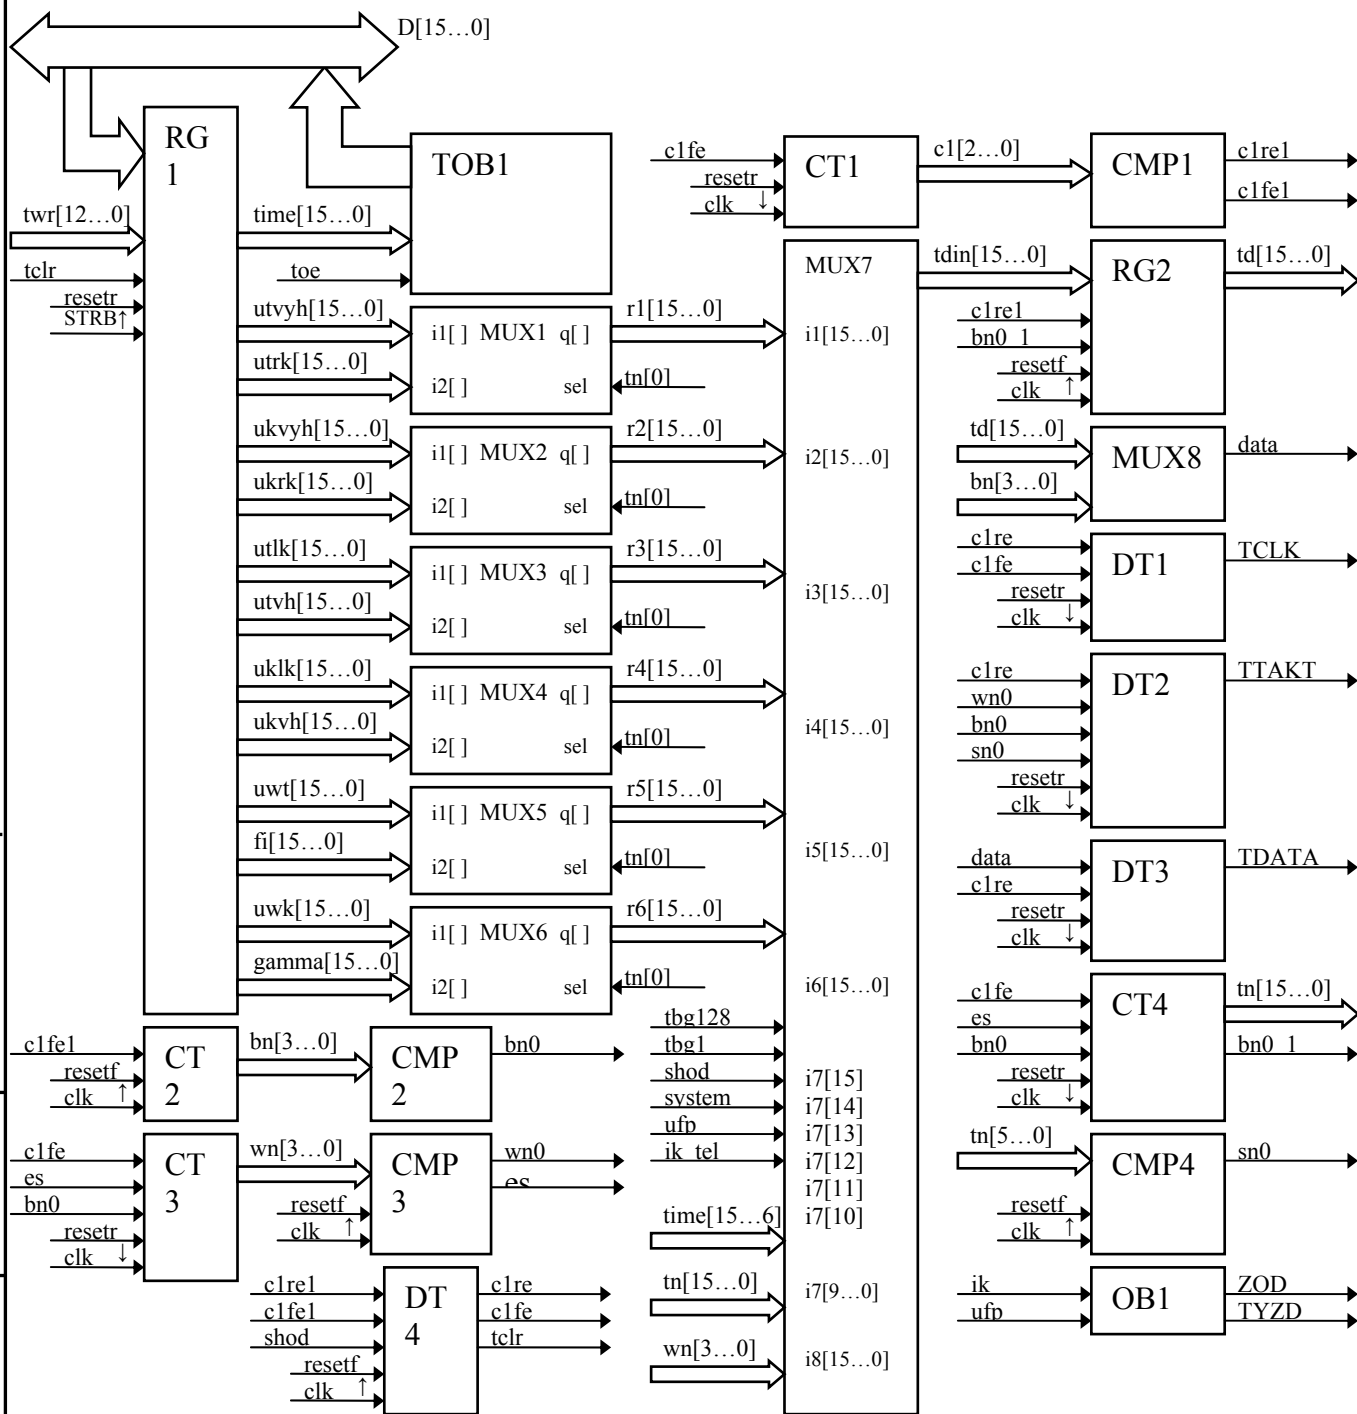 D[15…0]
RG
1
twr[12…0]
tclr
resetr
STRB↑
time[15…0]
toe
TOB1
utvyh[15…0]
utrk[15…0]
i1[ ] MUX1 q[ ]
i2[ ] sel
r1[15…0]
tn[0]
ukvyh[15…0]
ukrk[15…0]
i1[ ] MUX2 q[ ]
i2[ ] sel
r2[15…0]
tn[0]
utlk[15…0]
utvh[15…0]
i1[ ] MUX3 q[ ]
i2[ ] sel
r3[15…0]
tn[0]
uklk[15…0]
ukvh[15…0]
i1[ ] MUX4 q[ ]
i2[ ] sel
r4[15…0]
tn[0]
uwt[15…0]
fi[15…0]
i1[ ] MUX5 q[ ]
i2[ ] sel
r5[15…0]
tn[0]
uwk[15…0]
gamma[15…0]
i1[ ] MUX6 q[ ]
i2[ ] sel
r6[15…0]
tn[0]
c1fe1
resetf
clk ↑
CT
2
bn[3…0]
CMP
2
bn0
c1fe
es
bn0
resetr
clk ↓
CT
3
wn[3…0]
resetf
clk ↑
CMP
3
wn0
es
c1re1
c1fe1
shod
resetf
clk ↑
DT
4
c1re
c1fe
tclr
c1fe
resetr
clk ↓
CT1
c1[2…0]
CMP1
c1re1
c1fe1
MUX7
i1[15…0]
i2[15…0]
i3[15…0]
i4[15…0]
i5[15…0]
i6[15…0]
tbg128
tbg1
shod
system
ufp
ik_tel
i7[15]
i7[14]
i7[13]
i7[12]
i7[11]
i7[10]
time[15…6]
tn[15…0]
i7[9…0]
wn[3…0]
i8[15…0]
tdin[15…0]
c1re1
bn0_1
resetf
clk ↑
RG2
td[15…0]
td[15…0]
bn[3…0]
MUX8
data
c1re
c1fe
resetr
clk ↓
DT1
TCLK
c1re
wn0
bn0
sn0
resetr
clk ↓
DT2
TTAKT
data
c1re
resetr
clk ↓
DT3
TDATA
c1fe
es
bn0
resetr
clk ↓
CT4
tn[15…0]
bn0_1
tn[5…0]
resetf
clk ↑
CMP4
sn0
ik
ufp
OB1
ZOD
TYZD